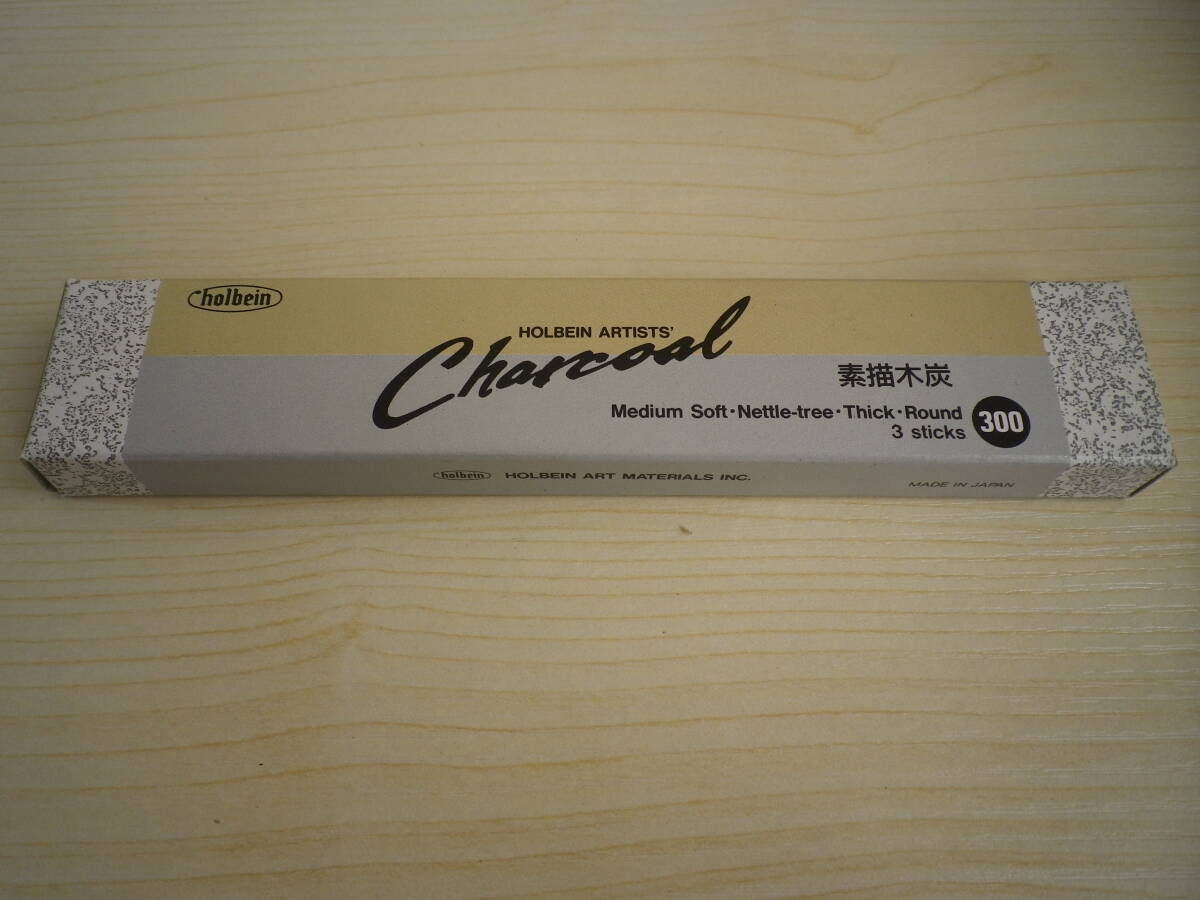 holbein
HOLBEIN ARTISTS'
Charcoal
素描木炭
Medium Soft・Nettle-tree・Thick・Round
3 sticks
300
holbein HOLBEIN ART MATERIALS INC.
MADE IN JAPAN